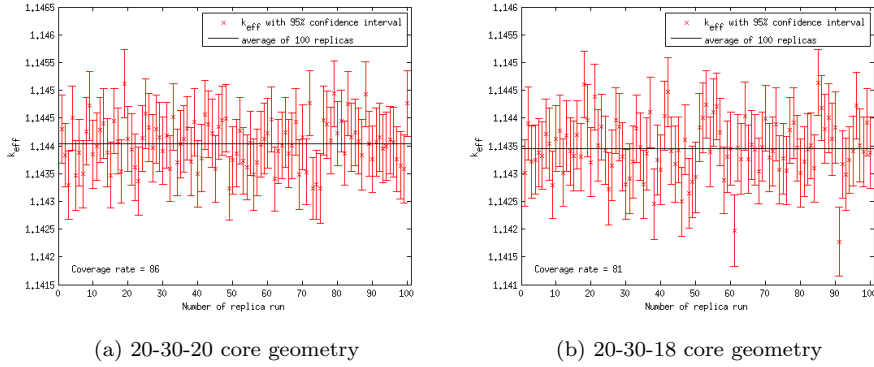 1.1465
1.146
1.1455
1.145
1.1445
1.144
1.1435
1.143
1.1425
1.142
1.1415
1.141
k_eff
k_eff with 95% confidence interval
average of 100 replicas
Coverage rate = 86
0 10 20 30 40 50 60 70 80 90 100
Number of replica run
(a) 20-30-20 core geometry
1.1465
1.146
1.1455
1.145
1.1445
1.144
1.1435
1.143
1.1425
1.142
1.1415
1.141
k_eff
k_eff with 95% confidence interval
average of 100 replicas
Coverage rate = 81
0 10 20 30 40 50 60 70 80 90 100
Number of replica run
(b) 20-30-18 core geometry